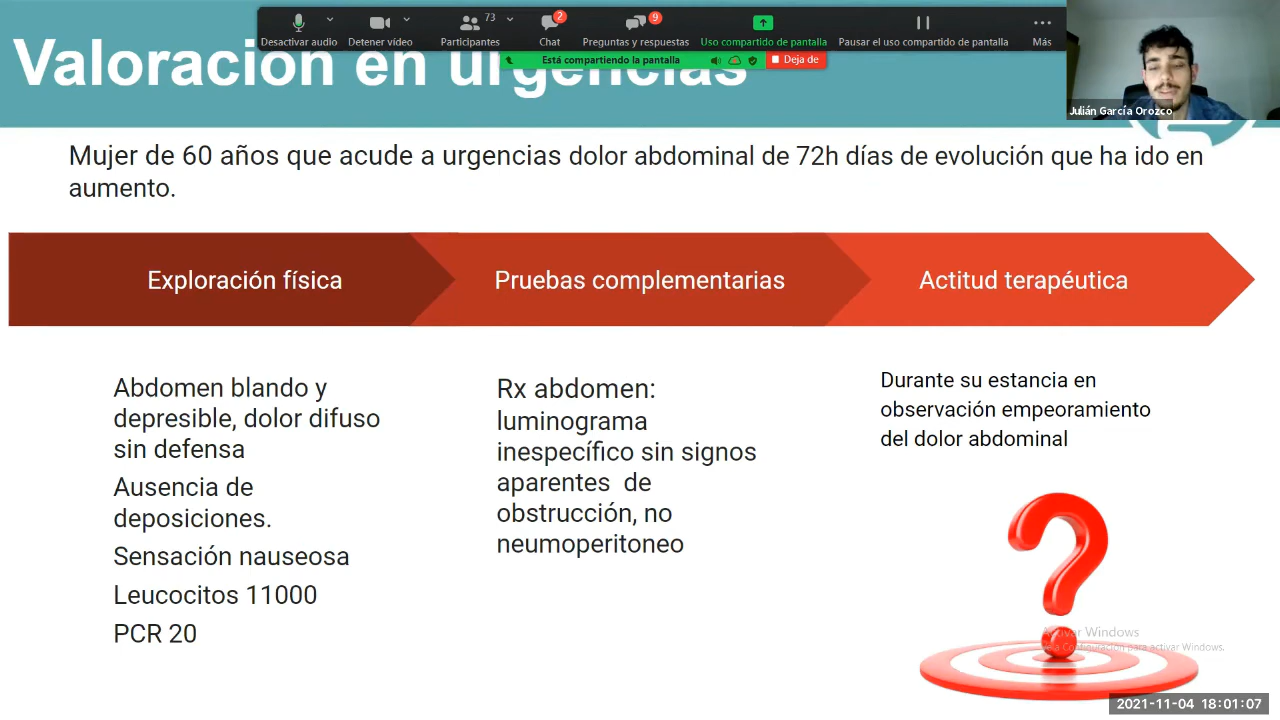 73
2
9
Desactivar audio
Detener vídeo
Participantes
Chat
Preguntas y respuestas
Uso compartido de pantalla
Pausar el uso compartido de pantalla
Más
Está compartiendo la pantalla
Deja de
Valoración en urgencias
Julián García Orozco
Mujer de 60 años que acude a urgencias dolor abdominal de 72h días de evolución que ha ido en
aumento.
Exploración física
Pruebas complementarias
Actitud terapéutica
Abdomen blando y
depresible, dolor difuso
sin defensa
Ausencia de
deposiciones.
Sensación nauseosa
Leucocitos 11000
PCR 20
Rx abdomen:
luminograma
inespecífico sin signos
aparentes de
obstrucción, no
neumoperitoneo
Durante su estancia en
observación empeoramiento
del dolor abdominal
?
Activar Windows
Configuración para activar Windows.
2021-11-04 18:01:07